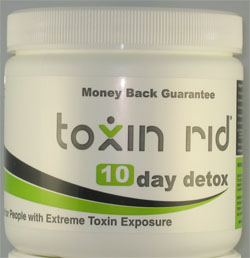 Money Back Guarantee
toxin rid
10 day detox
People with Extreme Toxin Exposure